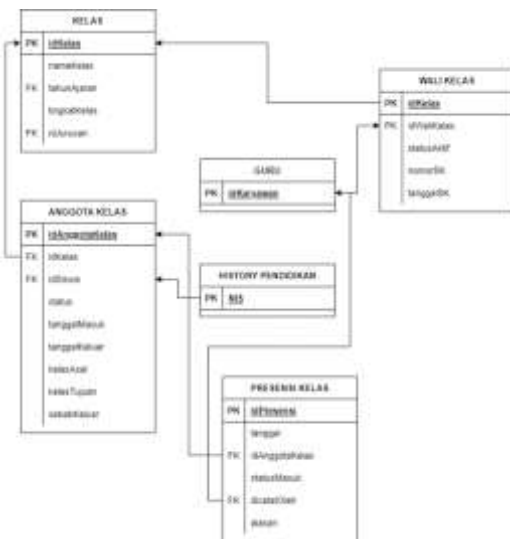 KELAS
PK idKelas
namaKelas
FK tahunAjaran
tingkatKelas
FK idJurusan
WALI KELAS
PK idKelas
FK idWaliKelas
statusAktif
nomorSK
tanggalSK
GURU
PK idKaryawan
ANGGOTA KELAS
PK idAnggotaKelas
FK idKelas
FK idSiswa
status
tanggalMasuk
tanggalKeluar
kelasAsal
kelasTujuan
sebabKeluar
HISTORY PENDIDIKAN
PK NIS
PRESENSI KELAS
PK idPresensi
tanggal
FK idAnggotaKelas
statusMasuk
FK dicatatOleh